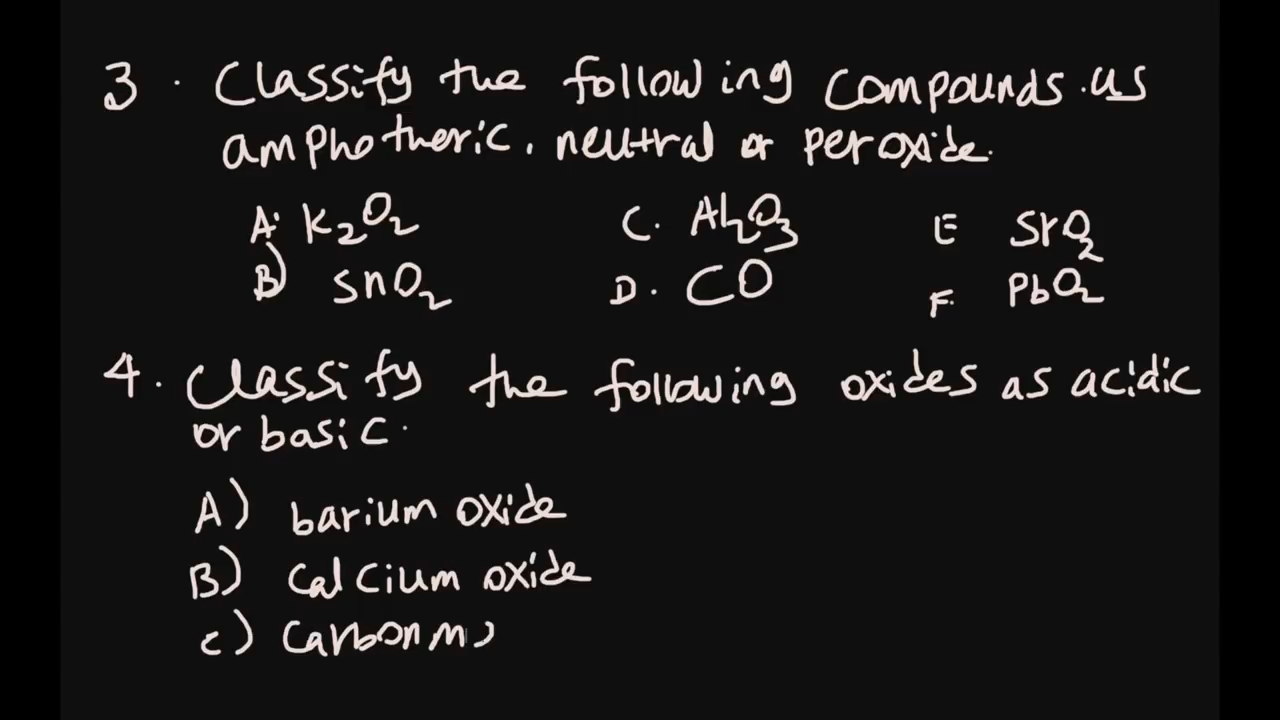 3. Classify the following compounds as
amphotheric, neutral or peroxide.
A. K₂O₂ C. Al₂O₃ E SrO₂
B) SnO₂ D. CO F. PbO₂
4. Classify the following oxides as acidic
or basic.
A) barium oxide
B) Calcium oxide
c) Carbon